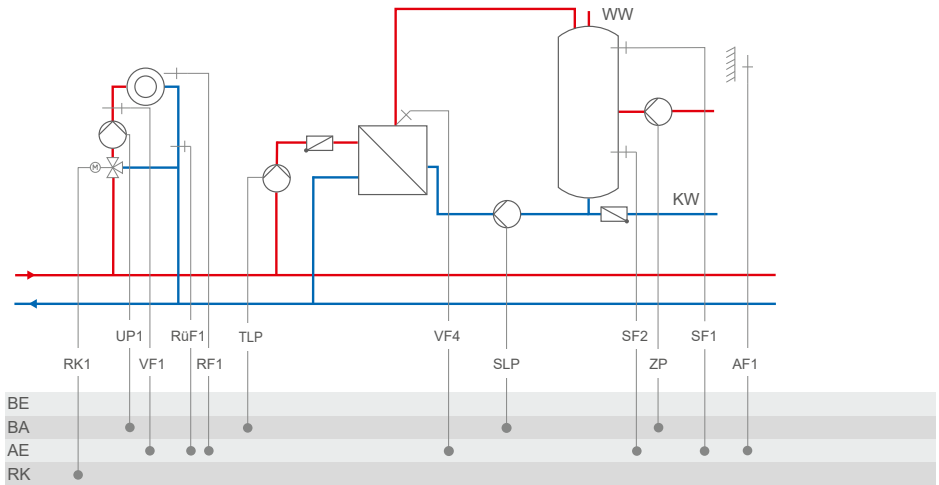 WW
M
KW
UP1 RüF1 TLP VF4 SF2 SF1
RK1 VF1 RF1 SLP ZP AF1
BE
BA
AE
RK